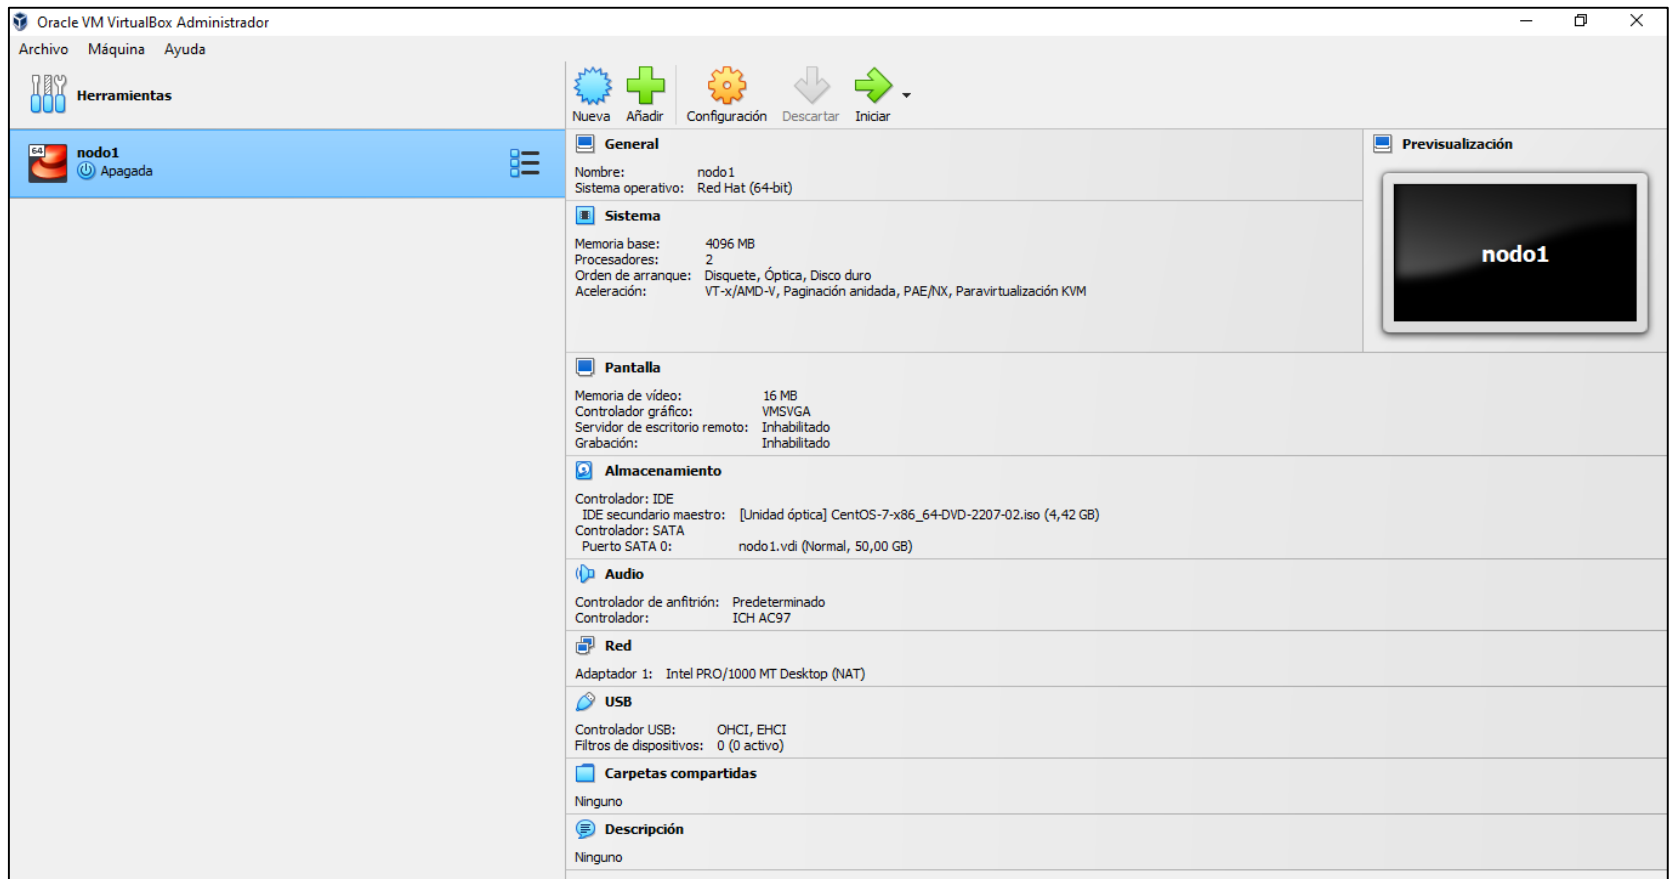 Oracle VM VirtualBox Administrador
Archivo Máquina Ayuda
Herramientas
Nueva Añadir Configuración Descartar Iniciar
64
nodo1
Apagada
General
Nombre: nodo1
Sistema operativo: Red Hat (64-bit)
Previsualización
nodo1
Sistema
Memoria base: 4096 MB
Procesadores: 2
Orden de arranque: Disquete, Óptica, Disco duro
Aceleración: VT-x/AMD-V, Paginación anidada, PAE/NX, Paravirtualización KVM
Pantalla
Memoria de vídeo: 16 MB
Controlador gráfico: VMSVGA
Servidor de escritorio remoto: Inhabilitado
Grabación: Inhabilitado
Almacenamiento
Controlador: IDE
IDE secundario maestro: [Unidad óptica] CentOS-7-x86_64-DVD-2207-02.iso (4,42 GB)
Controlador: SATA
Puerto SATA 0: nodo1.vdi (Normal, 50,00 GB)
Audio
Controlador de anfitrión: Predeterminado
Controlador: ICH AC97
Red
Adaptador 1: Intel PRO/1000 MT Desktop (NAT)
USB
Controlador USB: OHCI, EHCI
Filtros de dispositivos: 0 (0 activo)
Carpetas compartidas
Ninguno
Descripción
Ninguno